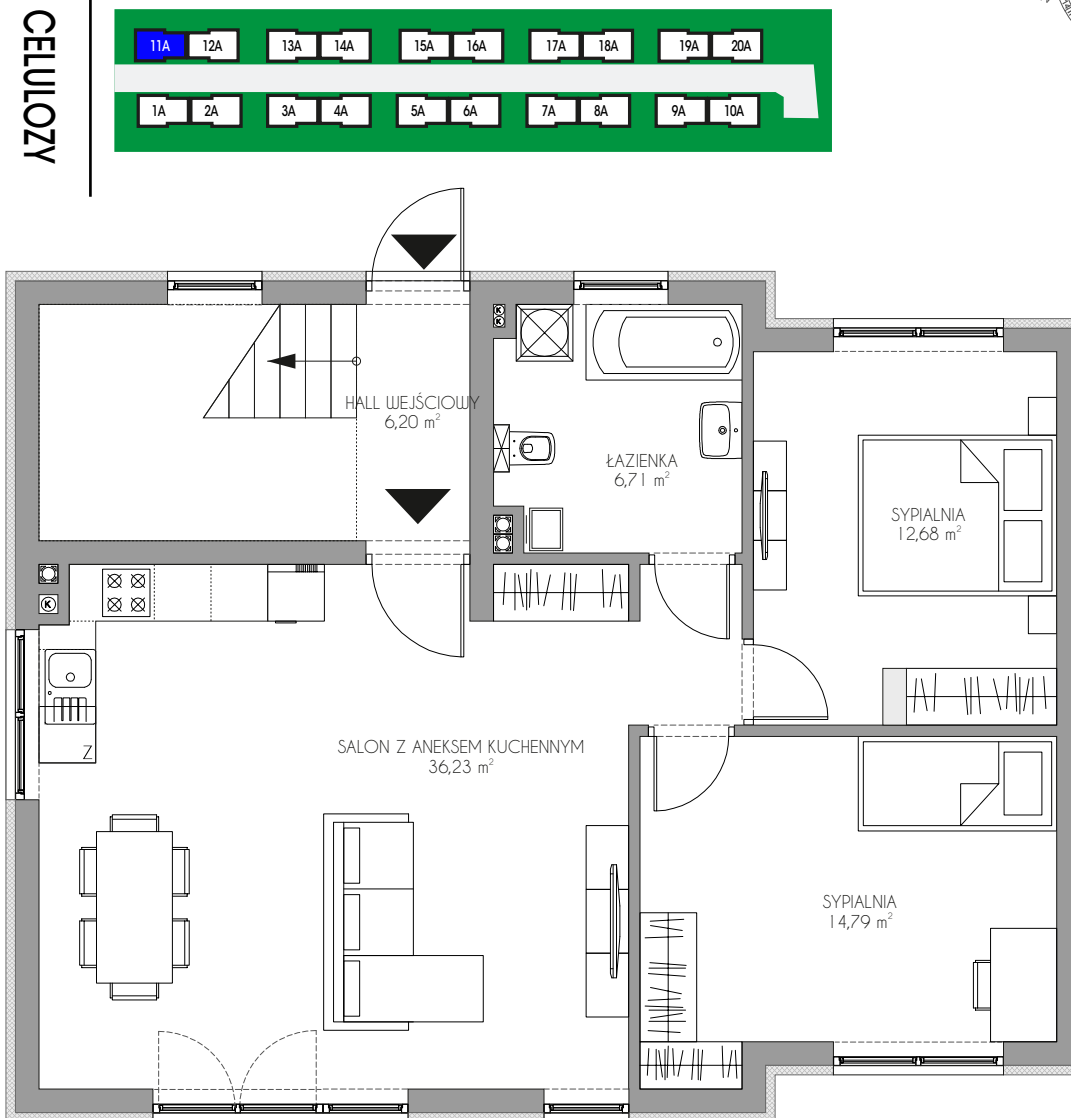 CELULOZY
11A 12A 13A 14A 15A 16A 17A 18A 19A 20A
1A 2A 3A 4A 5A 6A 7A 8A 9A 10A
K
K
HALL WEJŚCIOWY
6,20 m²
ŁAZIENKA
6,71 m²
SYPIALNIA
12,68 m²
K
Z
SALON Z ANEKSEM KUCHENNYM
36,23 m²
SYPIALNIA
14,79 m²